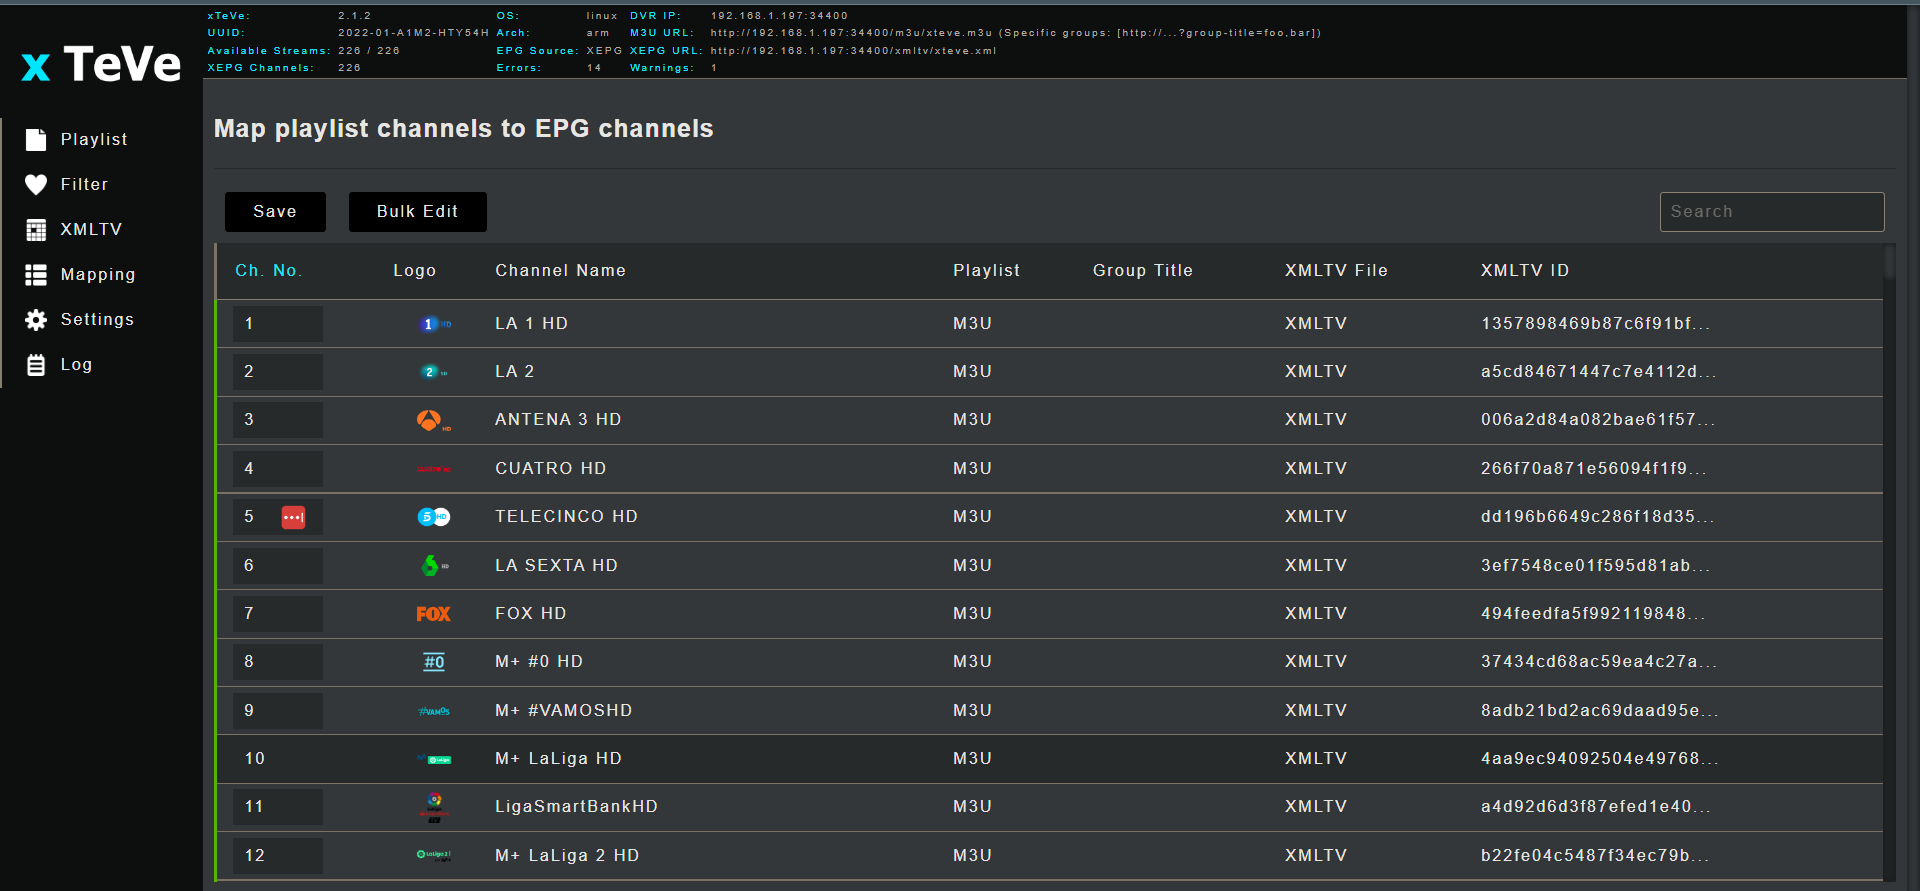 xTeVe: 2.1.2 OS: linux DVR IP: 192.168.1.197:34400
UUID: 2022-01-A1M2-HTY54H Arch: arm M3U URL: http://192.168.1.197:34400/m3u/xteve.m3u (Specific groups: [http://...?group-title=foo,bar])
Available Streams: 226 / 226 EPG Source: XEPG XEPG URL: http://192.168.1.197:34400/xmltv/xteve.xml
XEPG Channels: 226 Errors: 14 Warnings: 1
x TeVe
Playlist
Filter
XMLTV
Mapping
Settings
Log
Map playlist channels to EPG channels
Save Bulk Edit Search
Ch. No. Logo Channel Name Playlist Group Title XMLTV File XMLTV ID
1 1 HD LA 1 HD M3U XMLTV 1357898469b87c6f91bf...
2 2 LA 2 M3U XMLTV a5cd84671447c7e4112d...
3 HD ANTENA 3 HD M3U XMLTV 006a2d84a082bae61f57...
4 CUATRO HD M3U XMLTV 266f70a871e56094f1f9...
5 5 HD TELECINCO HD M3U XMLTV dd196b6649c286f18d35...
6 HD LA SEXTA HD M3U XMLTV 3ef7548ce01f595d81ab...
7 FOX FOX HD M3U XMLTV 494feedfa5f992119848...
8 #0 M+ #0 HD M3U XMLTV 37434cd68ac59ea4c27a...
9 #VAMOS M+ #VAMOSHD M3U XMLTV 8adb21bd2ac69daad95e...
10 M+ LaLiga HD M3U XMLTV 4aa9ec94092504e49768...
11 LigaSmartBankHD M3U XMLTV a4d92d6d3f87efed1e40...
12 M+ LaLiga 2 HD M3U XMLTV b22fe04c5487f34ec79b...